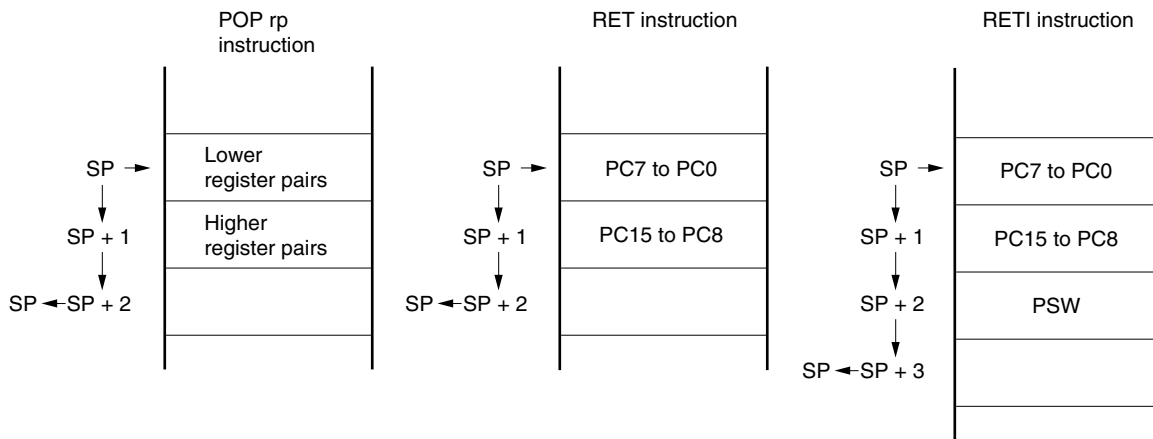 POP rp
instruction
RET instruction
RETI instruction
Lower
register pairs
SP
Higher
register pairs
SP + 1
SP
SP + 2
PC7 to PC0
SP
PC15 to PC8
SP + 1
SP
SP + 2
PC7 to PC0
SP
PC15 to PC8
SP + 1
PSW
SP + 2
SP
SP + 3